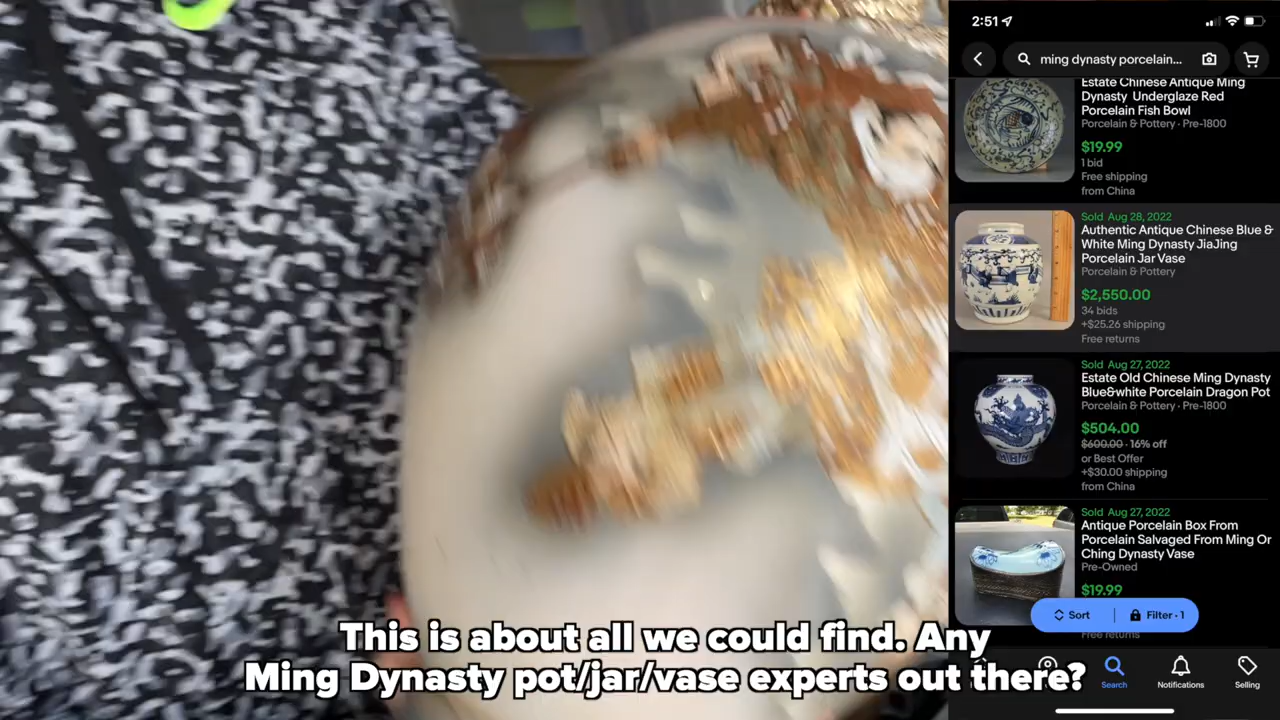 2:51
ming dynasty porcelain...
Estate Chinese Antique Ming
Dynasty Underglaze Red
Porcelain Fish Bowl
Porcelain & Pottery · Pre-1800
$19.99
1 bid
Free shipping
from China
Sold Aug 28, 2022
Authentic Antique Chinese Blue &
White Ming Dynasty JiaJing
Porcelain Jar Vase
Porcelain & Pottery
$2,550.00
34 bids
+$25.26 shipping
Free returns
Sold Aug 27, 2022
Estate Old Chinese Ming Dynasty
Blue&white Porcelain Dragon Pot
Porcelain & Pottery · Pre-1800
$504.00
$600.00 · 16% off
or Best Offer
+$30.00 shipping
from China
Sold Aug 27, 2022
Antique Porcelain Box From
Porcelain Salvaged From Ming Or
Ching Dynasty Vase
Pre-Owned
$19.99
Sort
Filter · 1
Free returns
Search
Notifications
Selling
This is about all we could find. Any
Ming Dynasty pot/jar/vase experts out there?